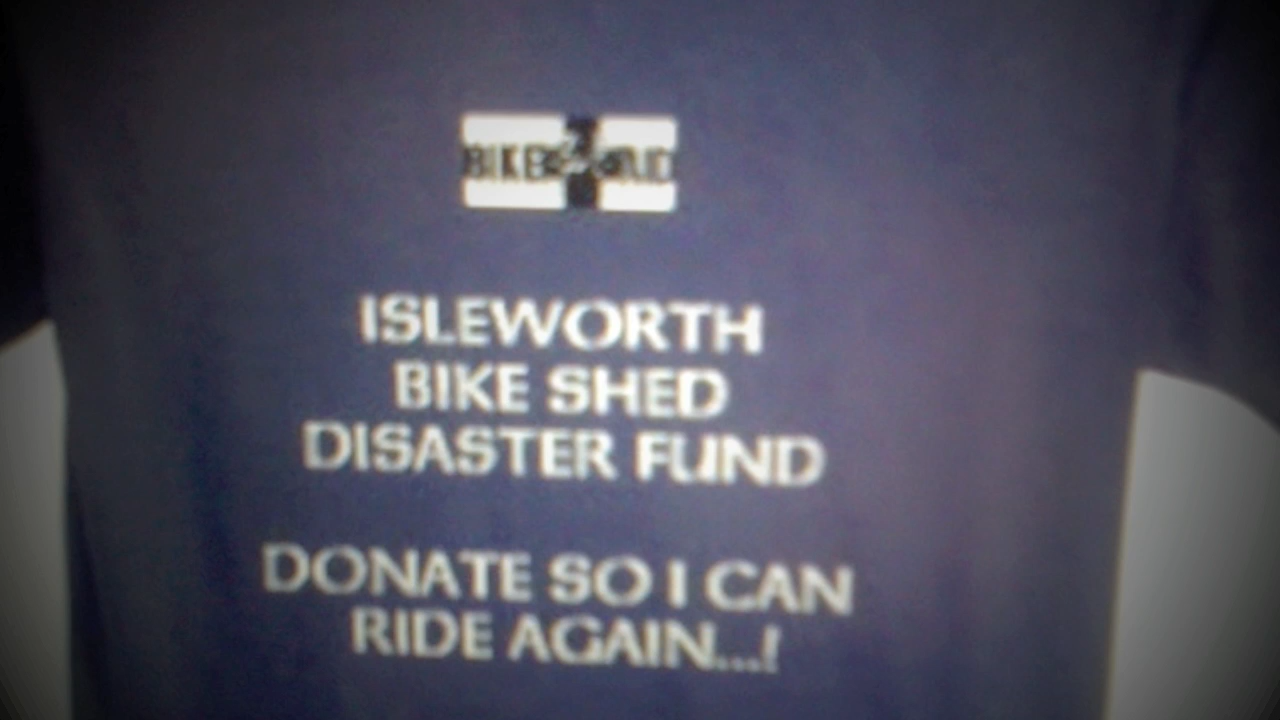 ISLEWORTH
BIKE SHED
DISASTER FUND
DONATE SO I CAN
RIDE AGAIN...!